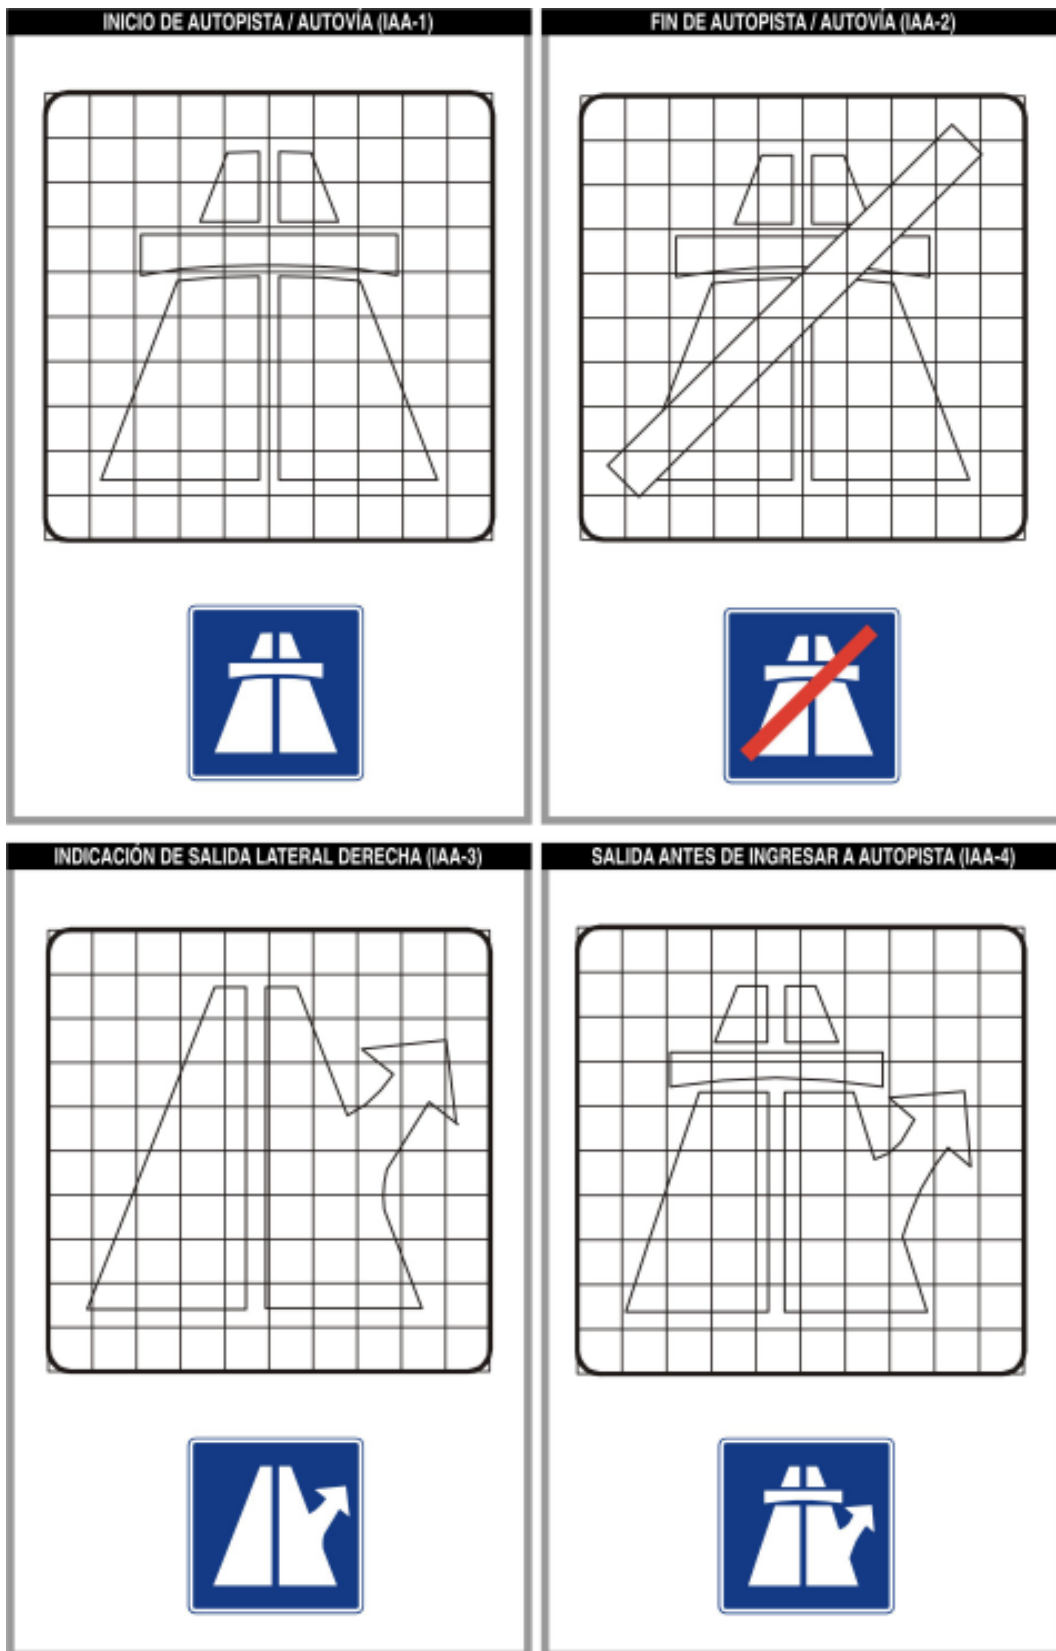 INICIO DE AUTOPISTA / AUTOVÍA (IAA-1)
FIN DE AUTOPISTA / AUTOVÍA (IAA-2)
INDICACIÓN DE SALIDA LATERAL DERECHA (IAA-3)
SALIDA ANTES DE INGRESAR A AUTOPISTA (IAA-4)